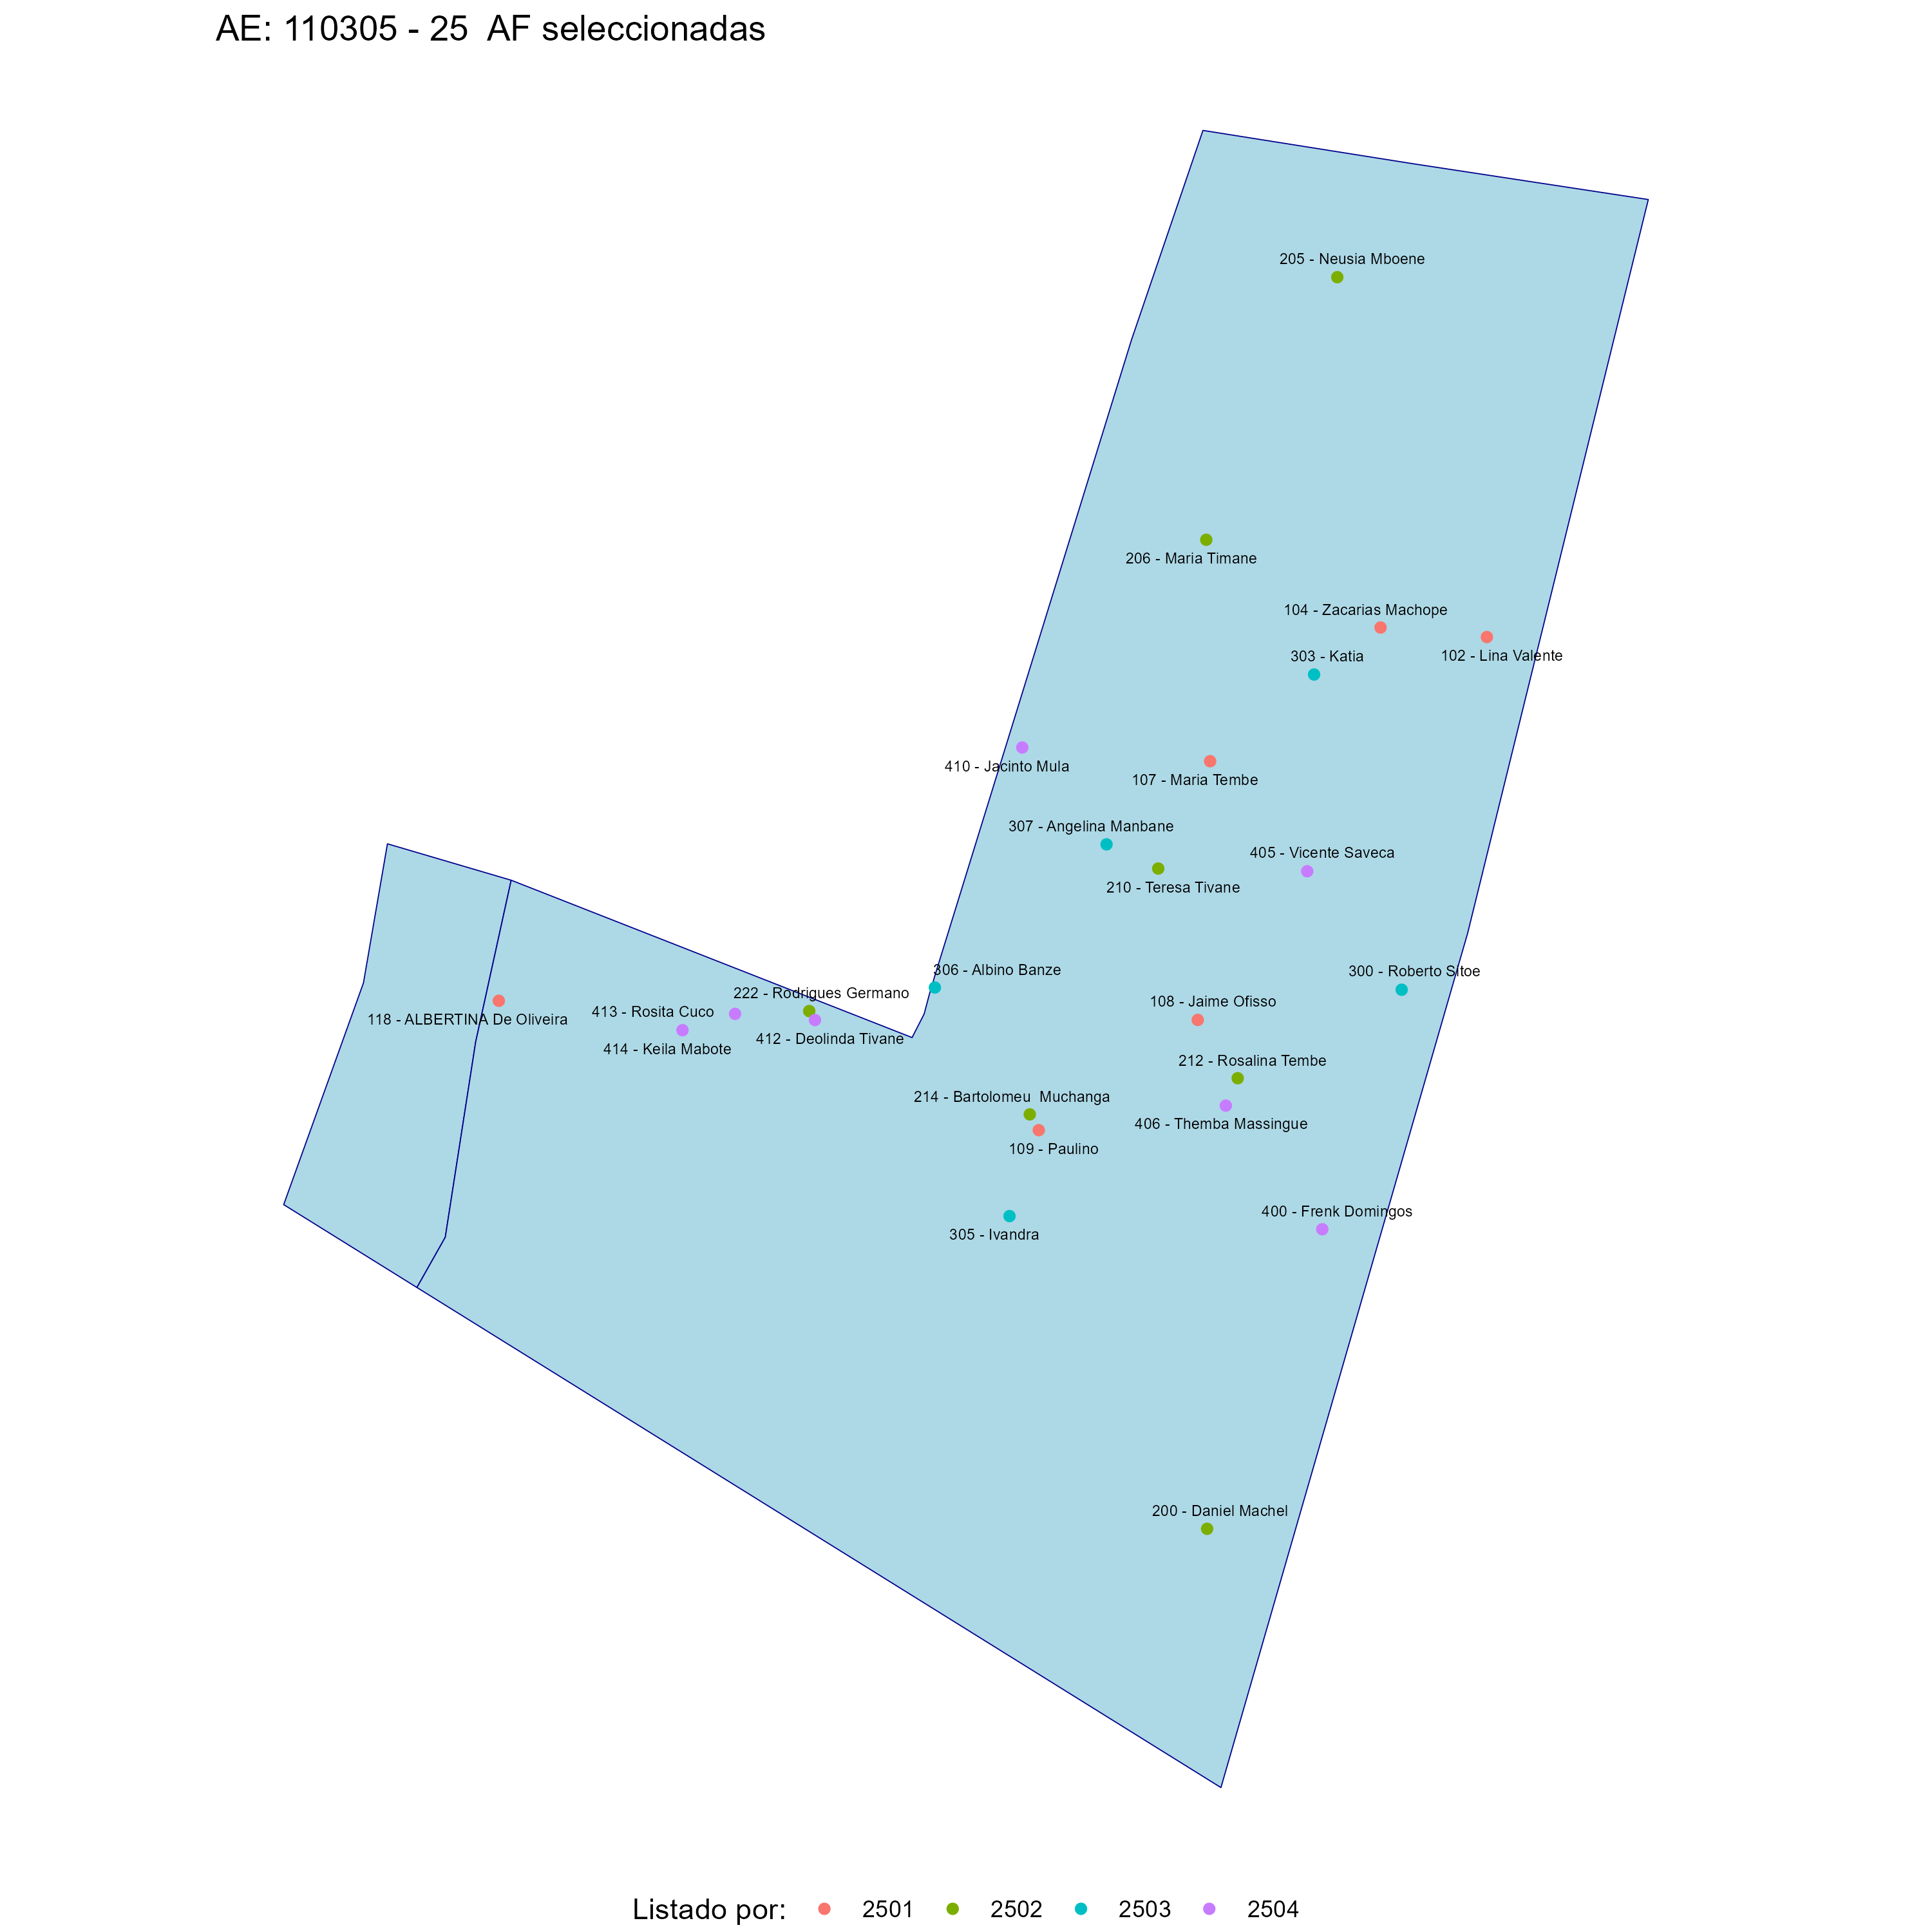 AE: 110305 - 25  AF seleccionadas
205 - Neusia Mboene
206 - Maria Timane
104 - Zacarias Machope
102 - Lina Valente
303 - Katia
410 - Jacinto Mula
107 - Maria Tembe
307 - Angelina Manbane
405 - Vicente Saveca
210 - Teresa Tivane
306 - Albino Banze
300 - Roberto Sitoe
222 - Rodrigues Germano
108 - Jaime Ofisso
413 - Rosita Cuco
118 - ALBERTINA De Oliveira
412 - Deolinda Tivane
414 - Keila Mabote
212 - Rosalina Tembe
214 - Bartolomeu  Muchanga
406 - Themba Massingue
109 - Paulino
400 - Frenk Domingos
305 - Ivandra
200 - Daniel Machel
Listado por: 2501 2502 2503 2504